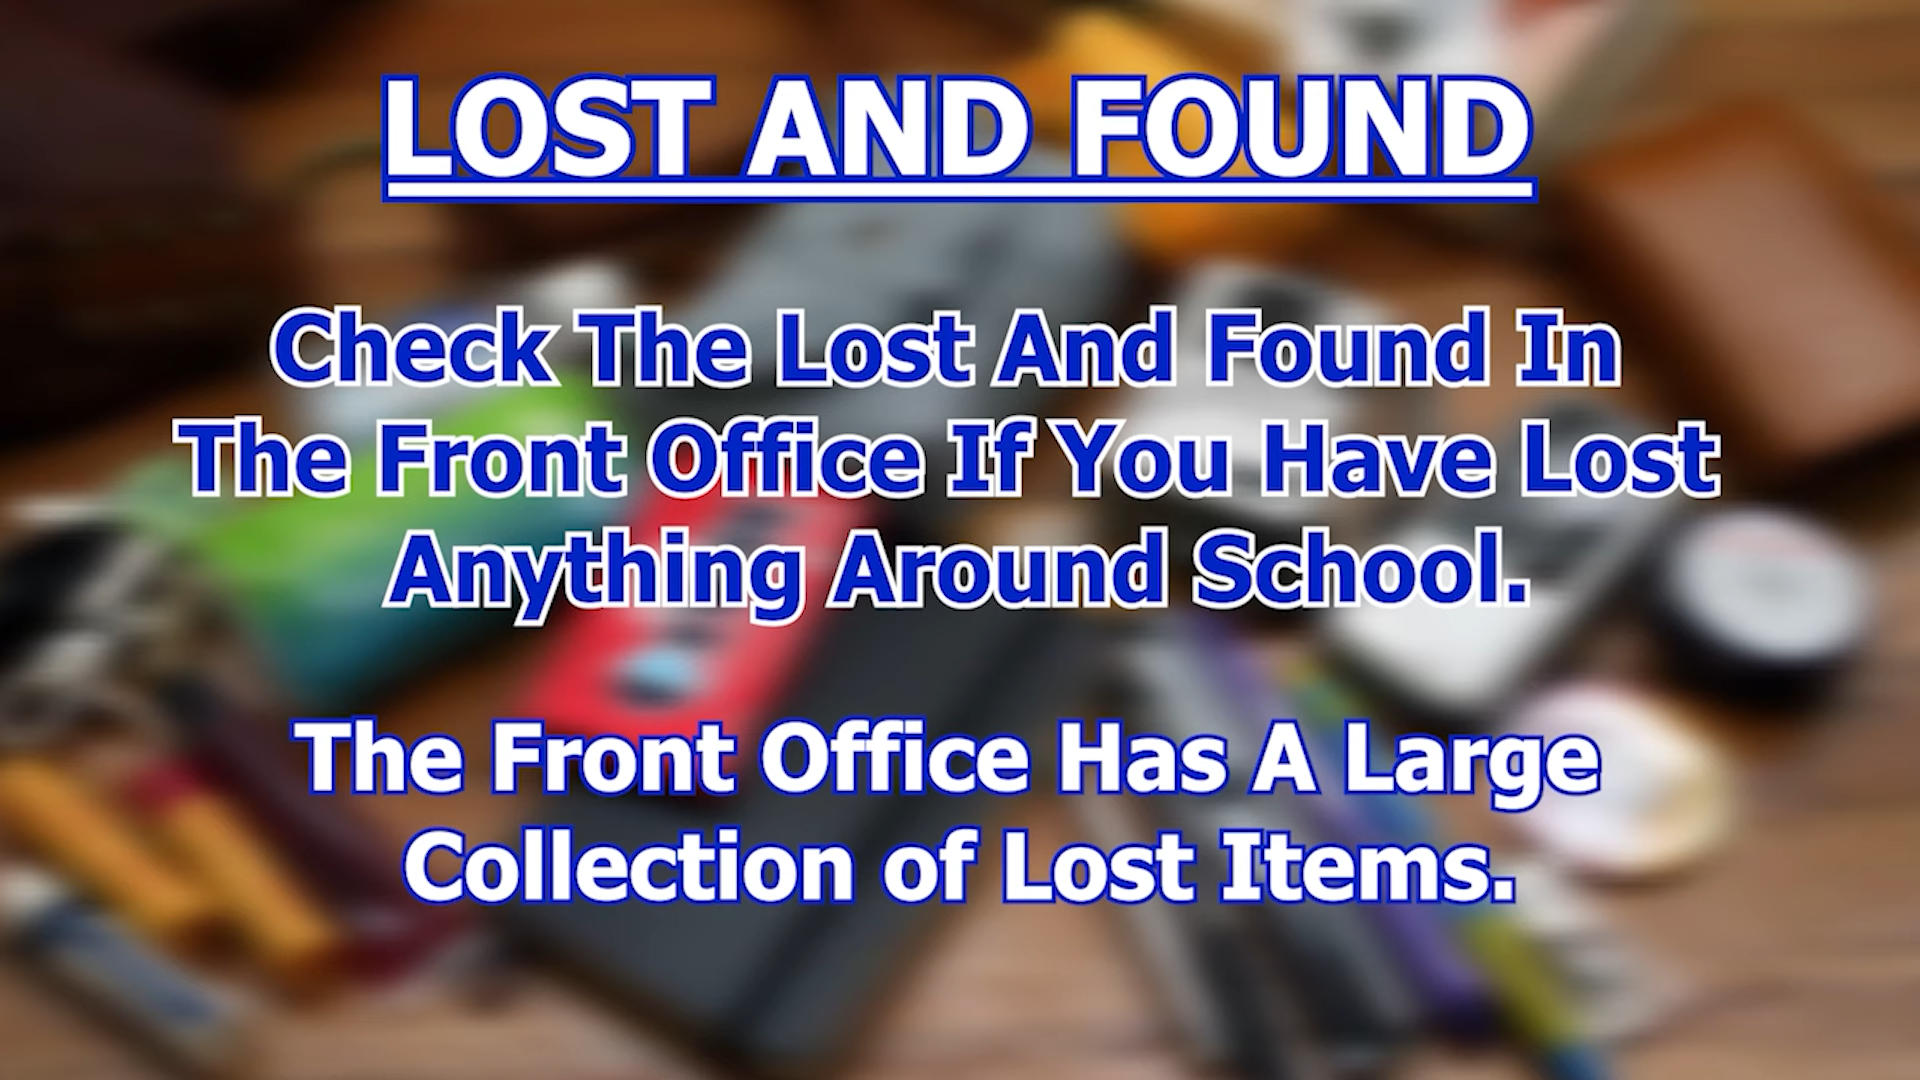 LOST AND FOUND
Check The Lost And Found In
The Front Office If You Have Lost
Anything Around School.
The Front Office Has A Large
Collection of Lost Items.